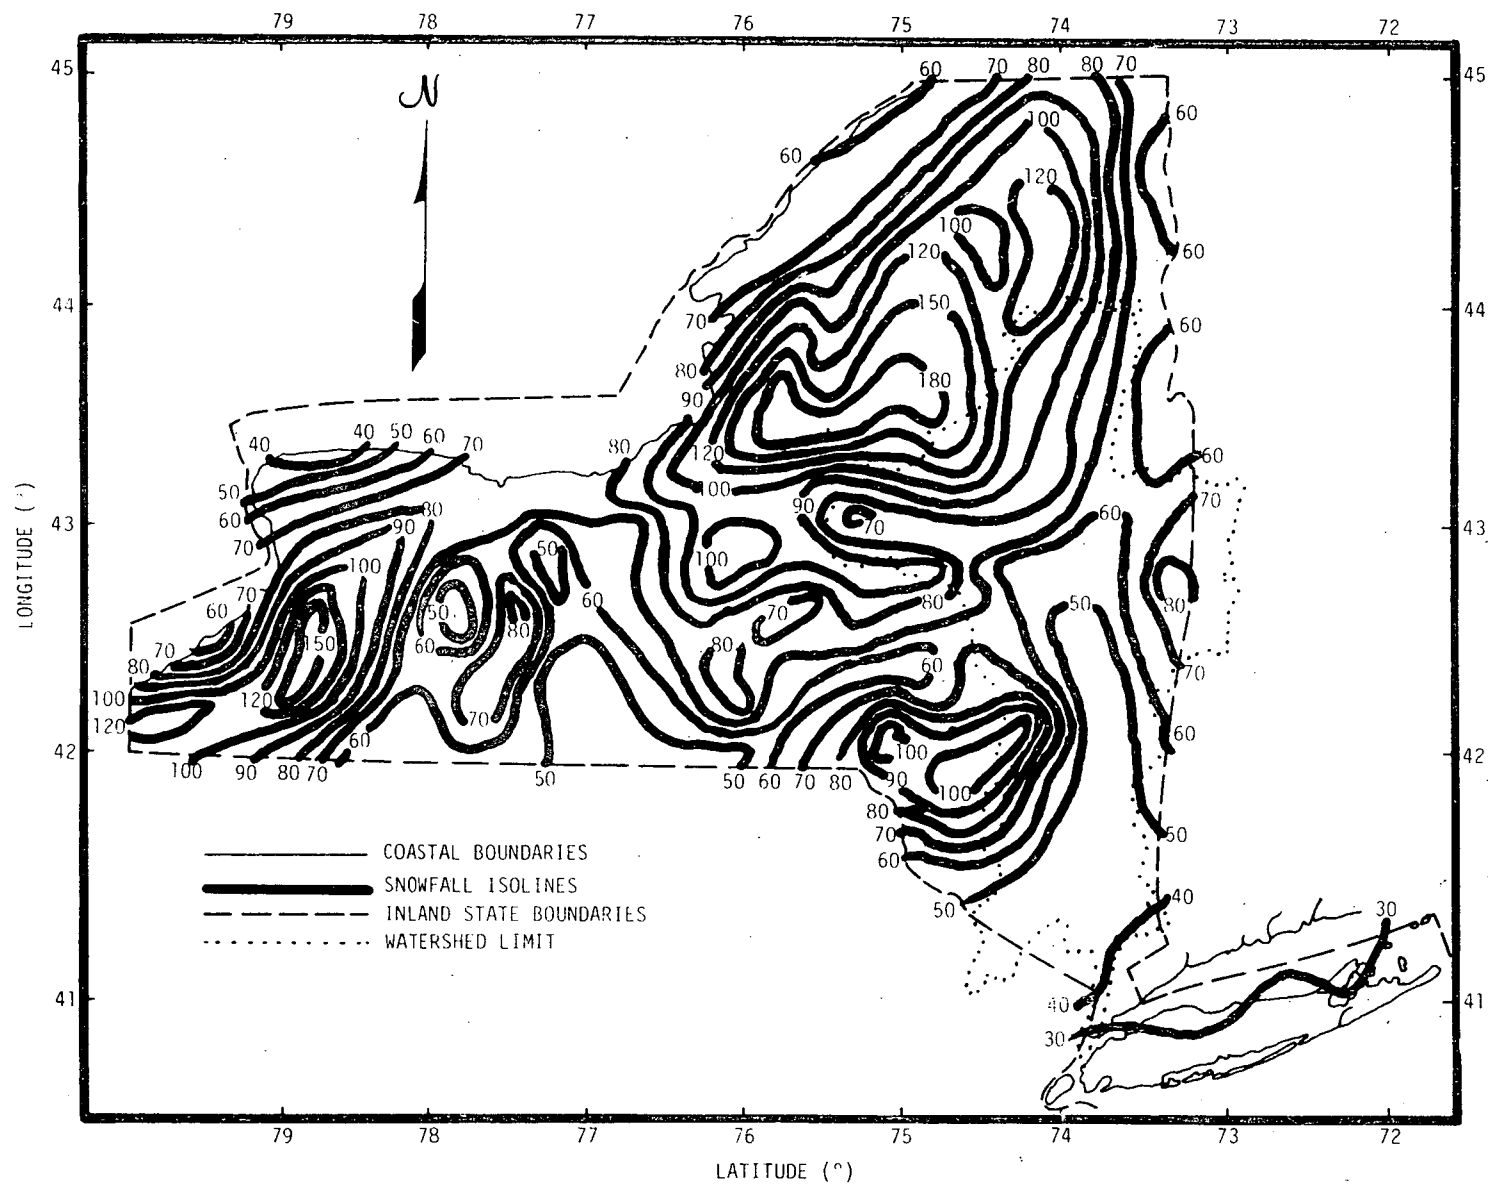 79 78 77 76 75 74 73 72
45 60 70 80 80 70 45
N
100 60
60
120
100 60
120
44 150 44
70 60
80 180
90
40 40 50 60 70 80
120 60
50 100 90 70
60 80 60
43 90 70 43
70 100 50
100
70 60 50 60 70 50 80
60 150 80 80
70 60 60 70
80
100 120 70
120 60
42 100 42
60 90
100 90 80 70 50 50 60 70 80 100
80
70 50
60
COASTAL BOUNDARIES
SNOWFALL ISOLINES
INLAND STATE BOUNDARIES
WATERSHED LIMIT
50 40 30
41 40 41
30
79 78 77 76 75 74 73 72
LATITUDE (°)
LONGITUDE (°)